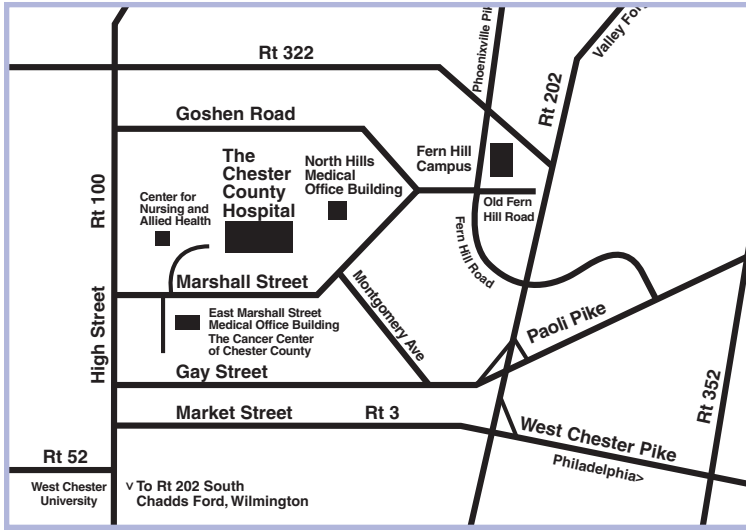 Rt 322
Phoenixville Pik
Valley For
Rt 202
Goshen Road
The
Chester
County
Hospital
North Hills
Medical
Office Building
Fern Hill
Campus
Rt 100
Center for
Nursing and
Allied Health
Old Fern
Hill Road
Fern Hill Road
Marshall Street
Montgomery Ave
High Street
East Marshall Street
Medical Office Building
The Cancer Center
of Chester County
Paoli Pike
Gay Street
Rt 352
Market Street
Rt 3
West Chester Pike
Philadelphia>
Rt 52
West Chester
University
v To Rt 202 South
Chadds Ford, Wilmington